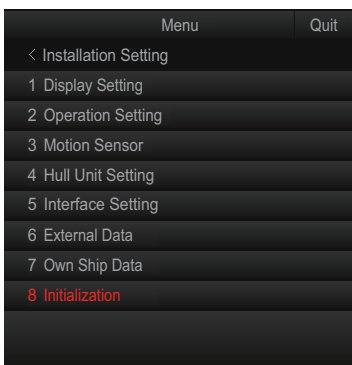 Menu Quit
< Installation Setting
1 Display Setting
2 Operation Setting
3 Motion Sensor
4 Hull Unit Setting
5 Interface Setting
6 External Data
7 Own Ship Data
8 Initialization